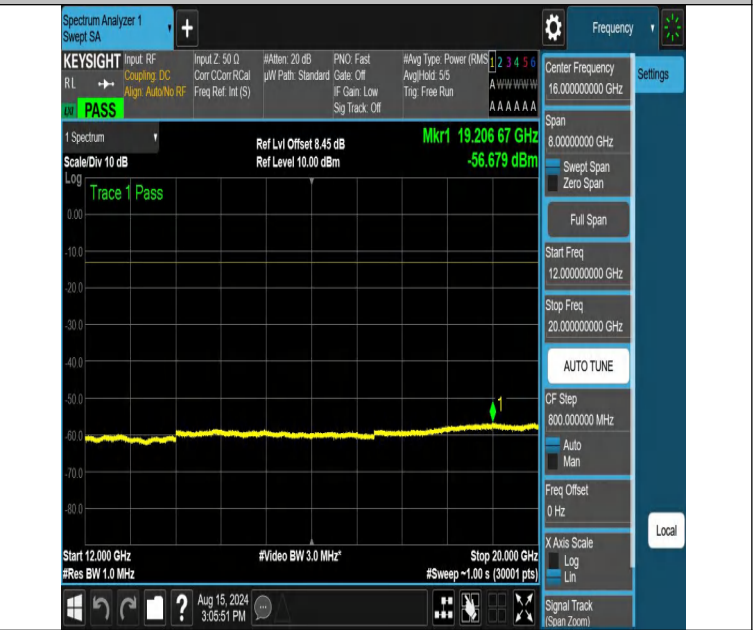 Spectrum Analyzer 1
Swept SA
Frequency
KEYSIGHT
RL
PASS
Input: RF
Coupling: DC
Align: Auto/No RF
Input Z: 50 Ω
Corr CCorr RCal
Freq Ref: Int (S)
#Atten: 20 dB
µW Path: Standard
PNO: Fast
Gate: Off
IF Gain: Low
Sig Track: Off
#Avg Type: Power (RMS
Avg|Hold: 5/5
Trig: Free Run
1 2 3 4 5 6
A W W W W W
A A A A A A
1 Spectrum
Scale/Div 10 dB
Ref Lvl Offset 8.45 dB
Ref Level 10.00 dBm
Mkr1 19.206 67 GHz
-56.679 dBm
Log
Trace 1 Pass
0.00
-10.0
-20.0
-30.0
-40.0
-50.0
-60.0
-70.0
-80.0
1
Start 12.000 GHz
#Res BW 1.0 MHz
#Video BW 3.0 MHz*
Stop 20.000 GHz
#Sweep ~1.00 s (30001 pts)
Aug 15, 2024
3:05:51 PM
Center Frequency
16.000000000 GHz
Settings
Span
8.00000000 GHz
Swept Span
Zero Span
Full Span
Start Freq
12.000000000 GHz
Stop Freq
20.000000000 GHz
AUTO TUNE
CF Step
800.000000 MHz
Auto
Man
Freq Offset
0 Hz
X Axis Scale
Log
Lin
Local
Signal Track
(Span Zoom)